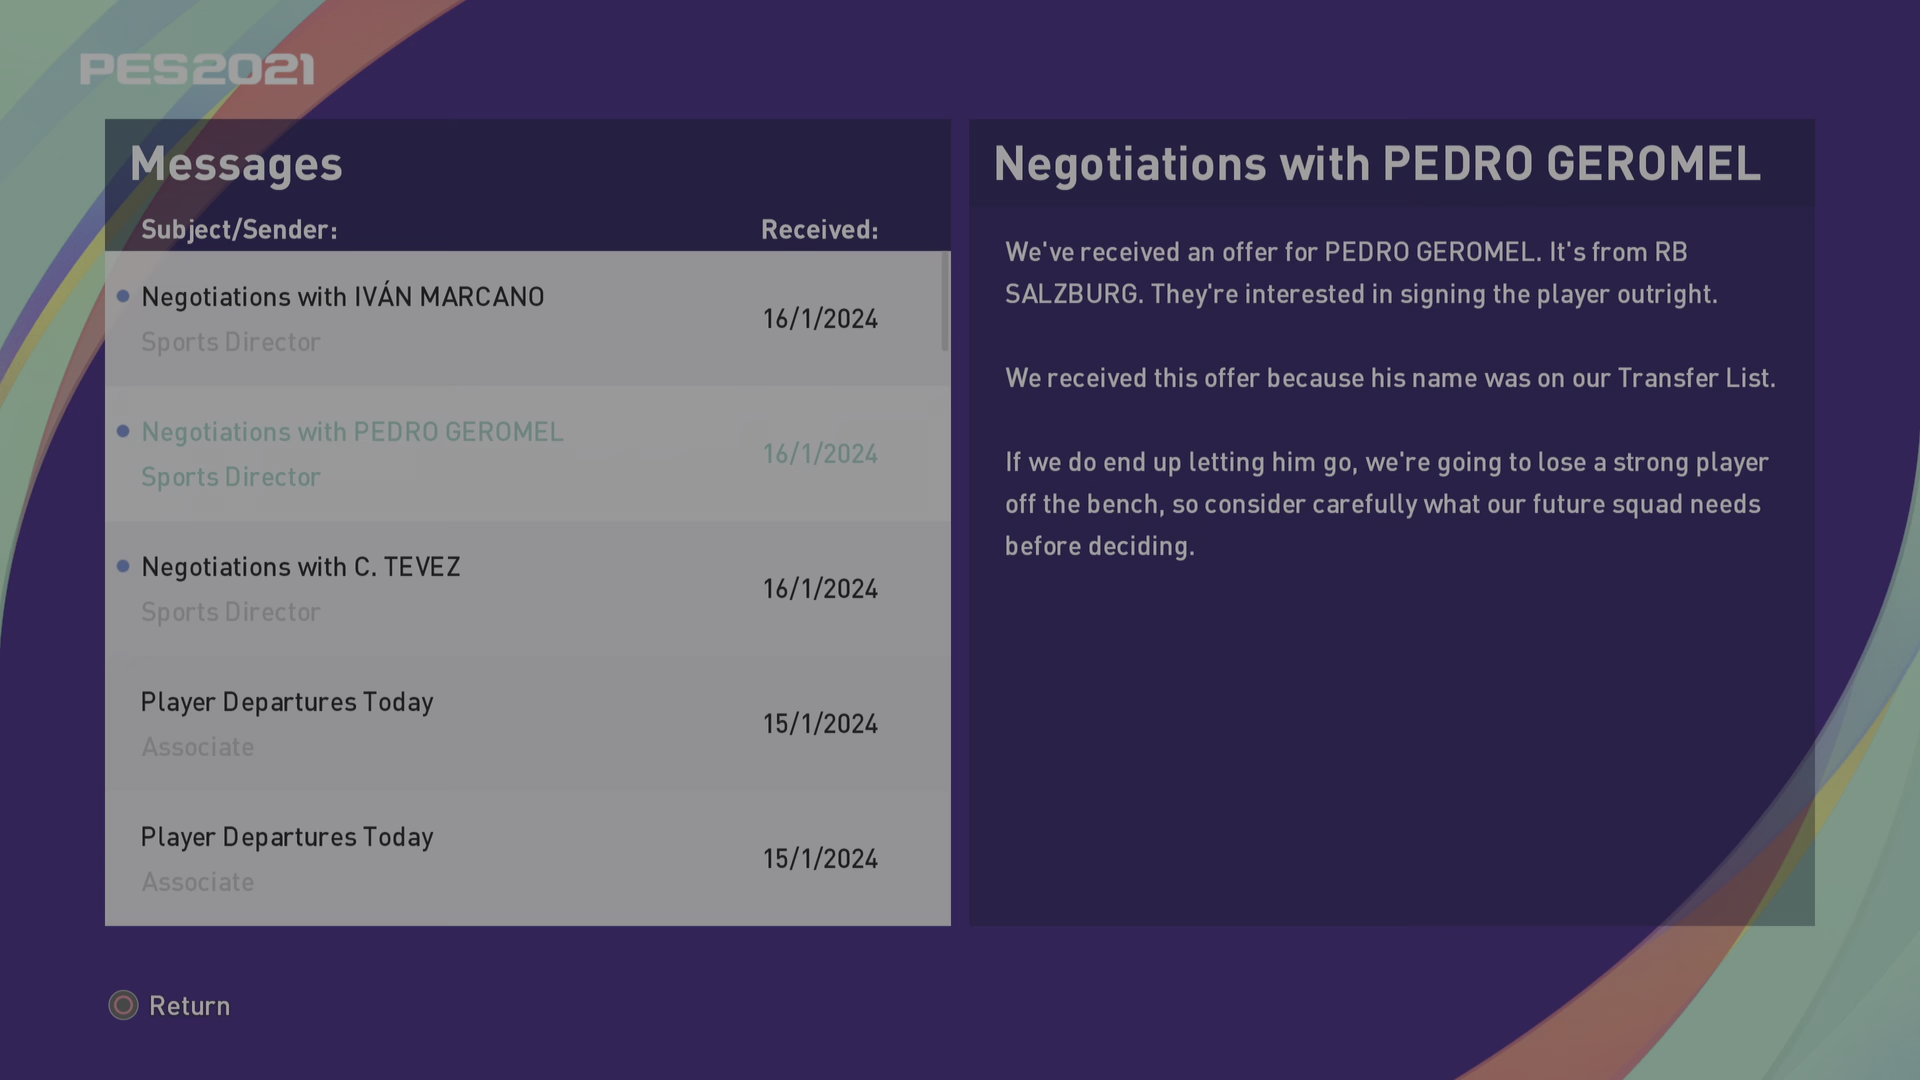 PES2021
Messages
Subject/Sender:
Received:
Negotiations with IVÁN MARCANO
Sports Director
16/1/2024
Negotiations with PEDRO GEROMEL
Sports Director
16/1/2024
Negotiations with C. TEVEZ
Sports Director
16/1/2024
Player Departures Today
Associate
15/1/2024
Player Departures Today
Associate
15/1/2024
Negotiations with PEDRO GEROMEL
We've received an offer for PEDRO GEROMEL. It's from RB
SALZBURG. They're interested in signing the player outright.
We received this offer because his name was on our Transfer List.
If we do end up letting him go, we're going to lose a strong player
off the bench, so consider carefully what our future squad needs
before deciding.
Return